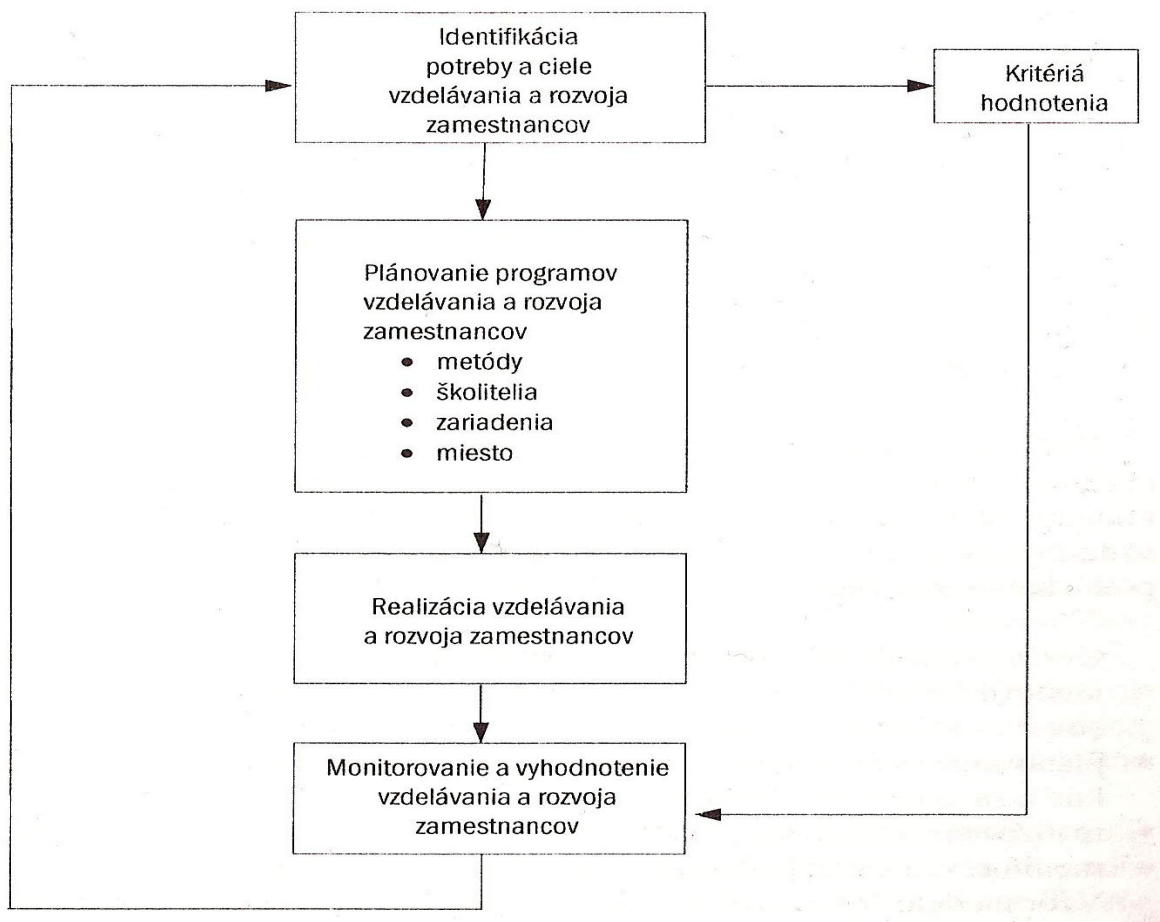 Identifikácia
potreby a ciele
vzdelávania a rozvoja
zamestnancov
Kritériá
hodnotenia
Plánovanie programov
vzdelávania a rozvoja
zamestnancov
• metódy
• školitelia
• zariadenia
• miesto
Realizácia vzdelávania
a rozvoja zamestnancov
Monitorovanie a vyhodnotenie
vzdelávania a rozvoja
zamestnancov